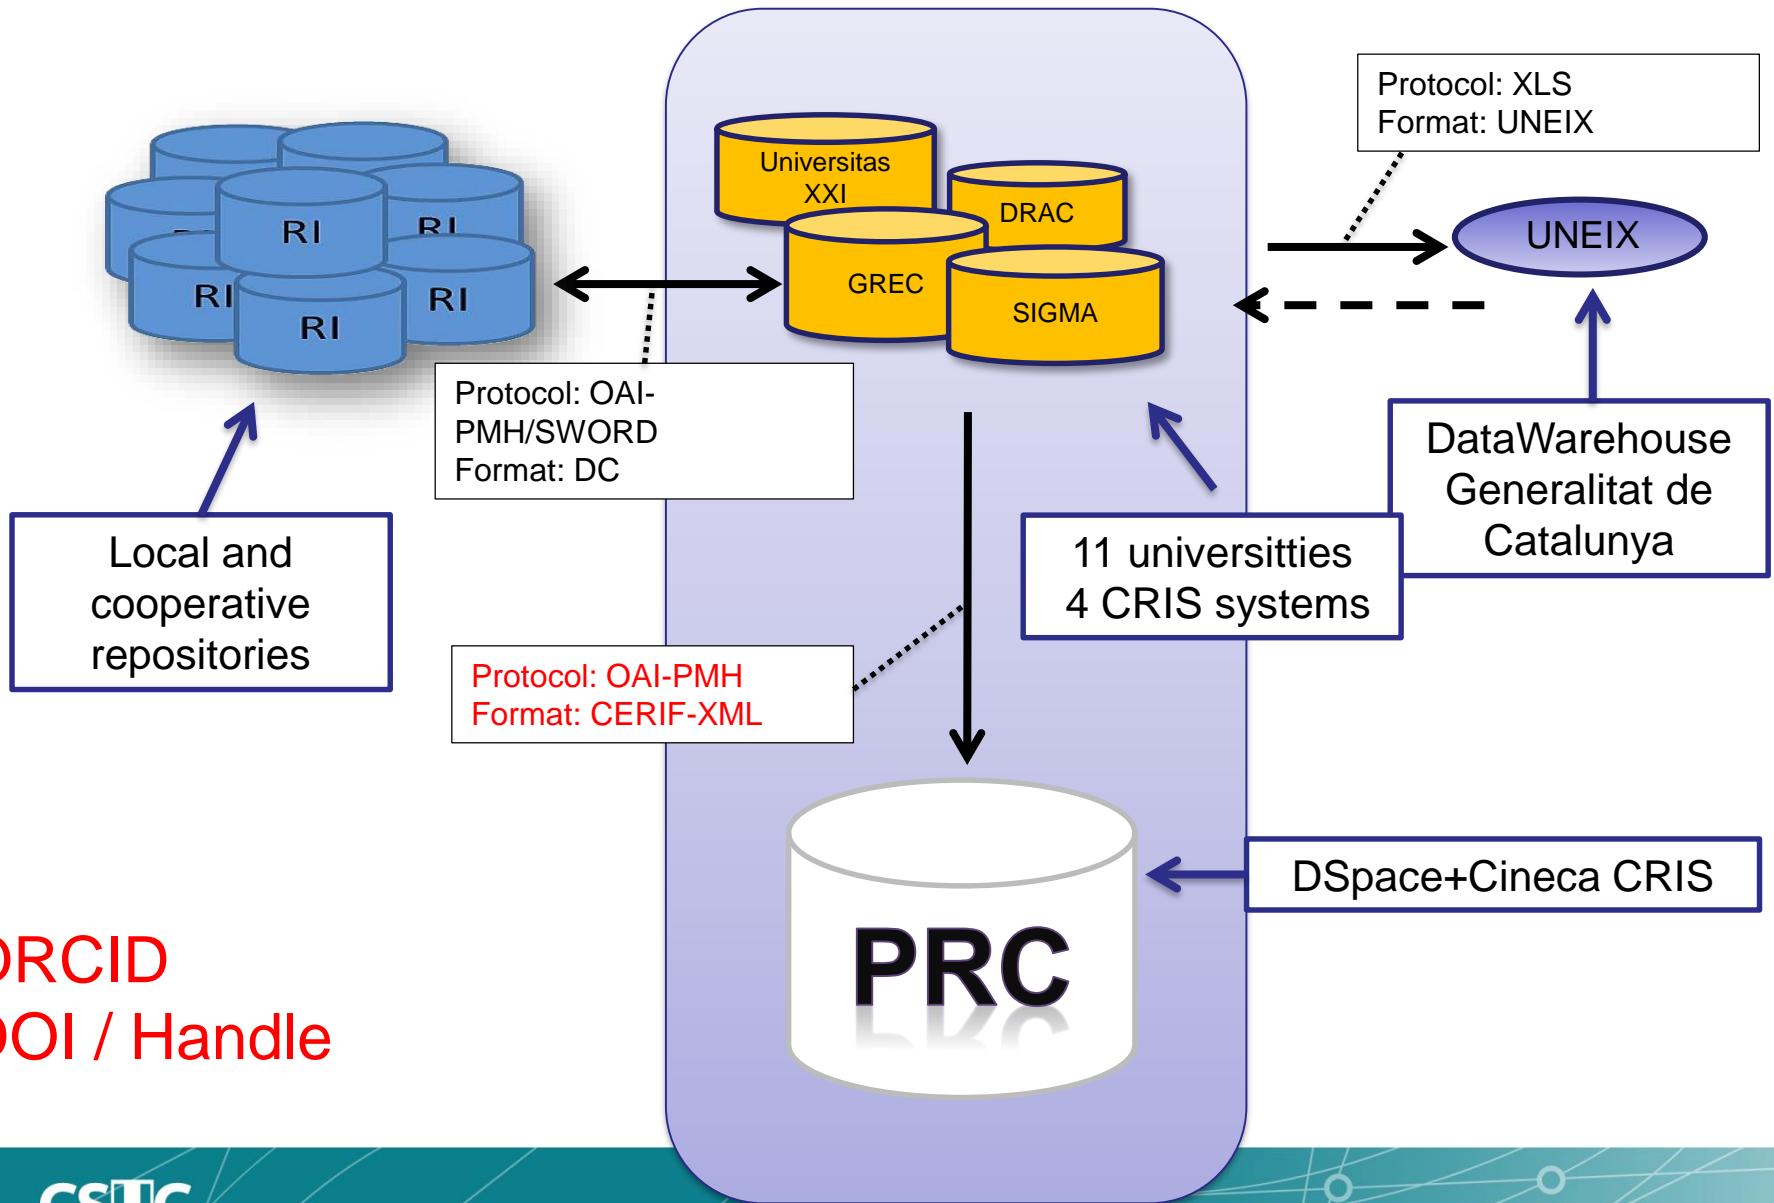 Protocol: XLS
Format: UNEIX
Universitas
XXI
DRAC
GREC
SIGMA
UNEIX
RI
RI
RI
RI
RI
Protocol: OAI-
PMH/SWORD
Format: DC
DataWarehouse
Generalitat de
Catalunya
Local and
cooperative
repositories
11 universitties
4 CRIS systems
Protocol: OAI-PMH
Format: CERIF-XML
DSpace+Cineca CRIS
PRC
ORCID
DOI / Handle